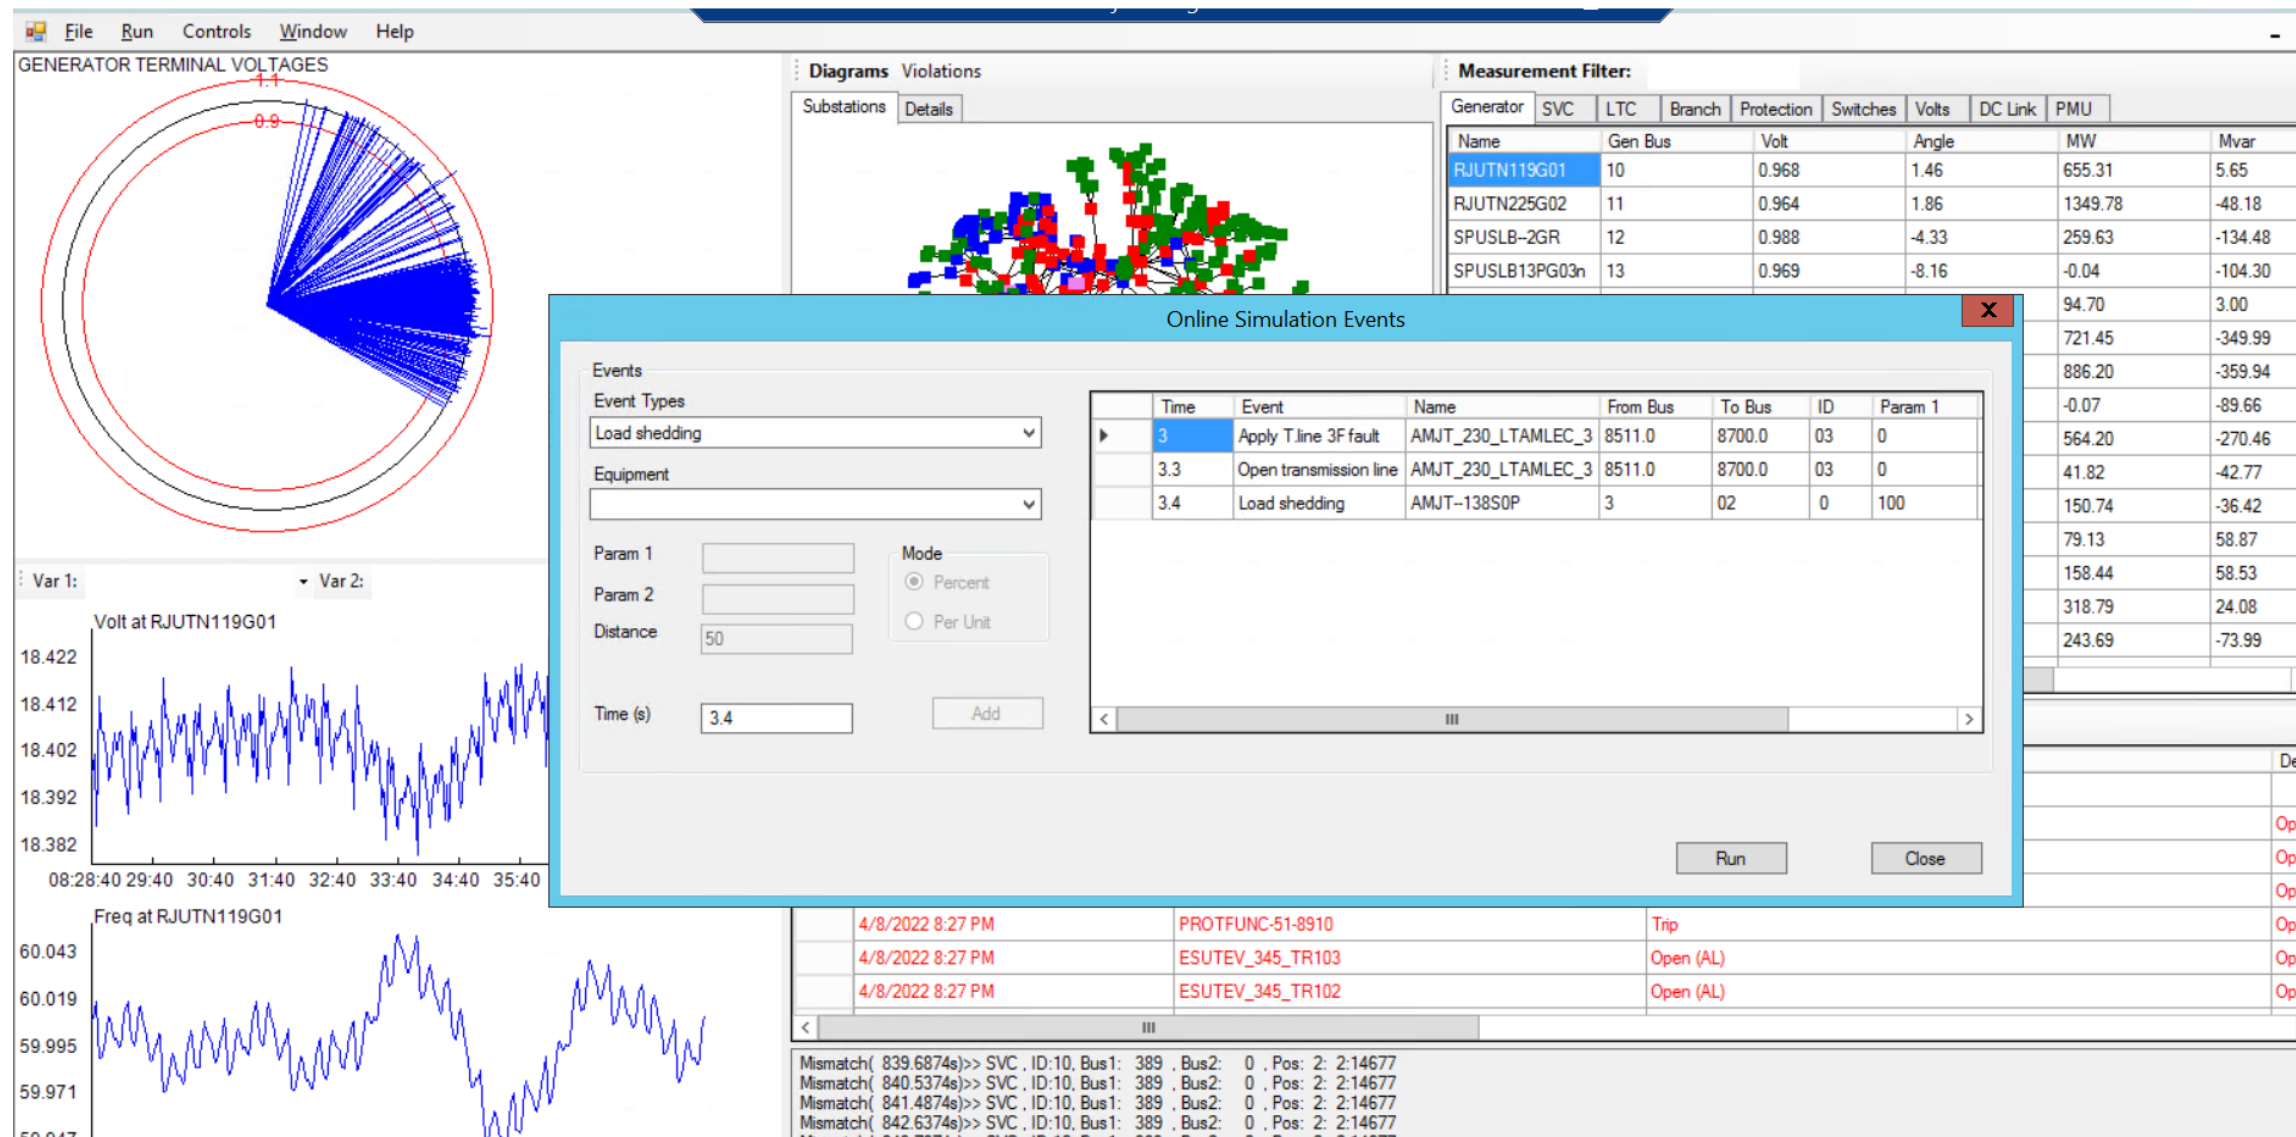 File Run Controls Window Help
GENERATOR TERMINAL VOLTAGES
1.1
0.9
Diagrams Violations
Substations Details
Measurement Filter:
Generator SVC LTC Branch Protection Switches Volts DC Link PMU
Name Gen Bus Volt Angle MW Mvar
RJUTN119G01 10 0.968 1.46 655.31 5.65
RJUTN225G02 11 0.964 1.86 1349.78 -48.18
SPUSLB--2GR 12 0.988 -4.33 259.63 -134.48
SPUSLB13PG03n 13 0.969 -8.16 -0.04 -104.30
94.70 3.00
721.45 -349.99
886.20 -359.94
-0.07 -89.66
564.20 -270.46
41.82 -42.77
150.74 -36.42
79.13 58.87
158.44 58.53
318.79 24.08
243.69 -73.99
Online Simulation Events
X
Events
Event Types
Load shedding
Equipment
Param 1
Param 2
Distance
50
Mode
Percent
Per Unit
Time (s)
3.4
Add
Time Event Name From Bus To Bus ID Param 1
3 Apply T.line 3F fault AMJT_230_LTAMLEC_3 8511.0 8700.0 03 0
3.3 Open transmission line AMJT_230_LTAMLEC_3 8511.0 8700.0 03 0
3.4 Load shedding AMJT--138S0P 3 02 0 100
Run Close
Var 1: Var 2:
Volt at RJUTN119G01
18.422
18.412
18.402
18.392
18.382
08:28:40 29:40 30:40 31:40 32:40 33:40 34:40 35:40
Freq at RJUTN119G01
60.043
60.019
59.995
59.971
De
Op
Op
Op
4/8/2022 8:27 PM PROTFUNC-51-8910 Trip Op
4/8/2022 8:27 PM ESUTEV_345_TR103 Open (AL) Op
4/8/2022 8:27 PM ESUTEV_345_TR102 Open (AL) Op
Mismatch( 839.6874s)>> SVC , ID:10, Bus1: 389 , Bus2: 0 , Pos: 2: 2:14677
Mismatch( 840.5374s)>> SVC , ID:10, Bus1: 389 , Bus2: 0 , Pos: 2: 2:14677
Mismatch( 841.4874s)>> SVC , ID:10, Bus1: 389 , Bus2: 0 , Pos: 2: 2:14677
Mismatch( 842.6374s)>> SVC , ID:10, Bus1: 389 , Bus2: 0 , Pos: 2: 2:14677